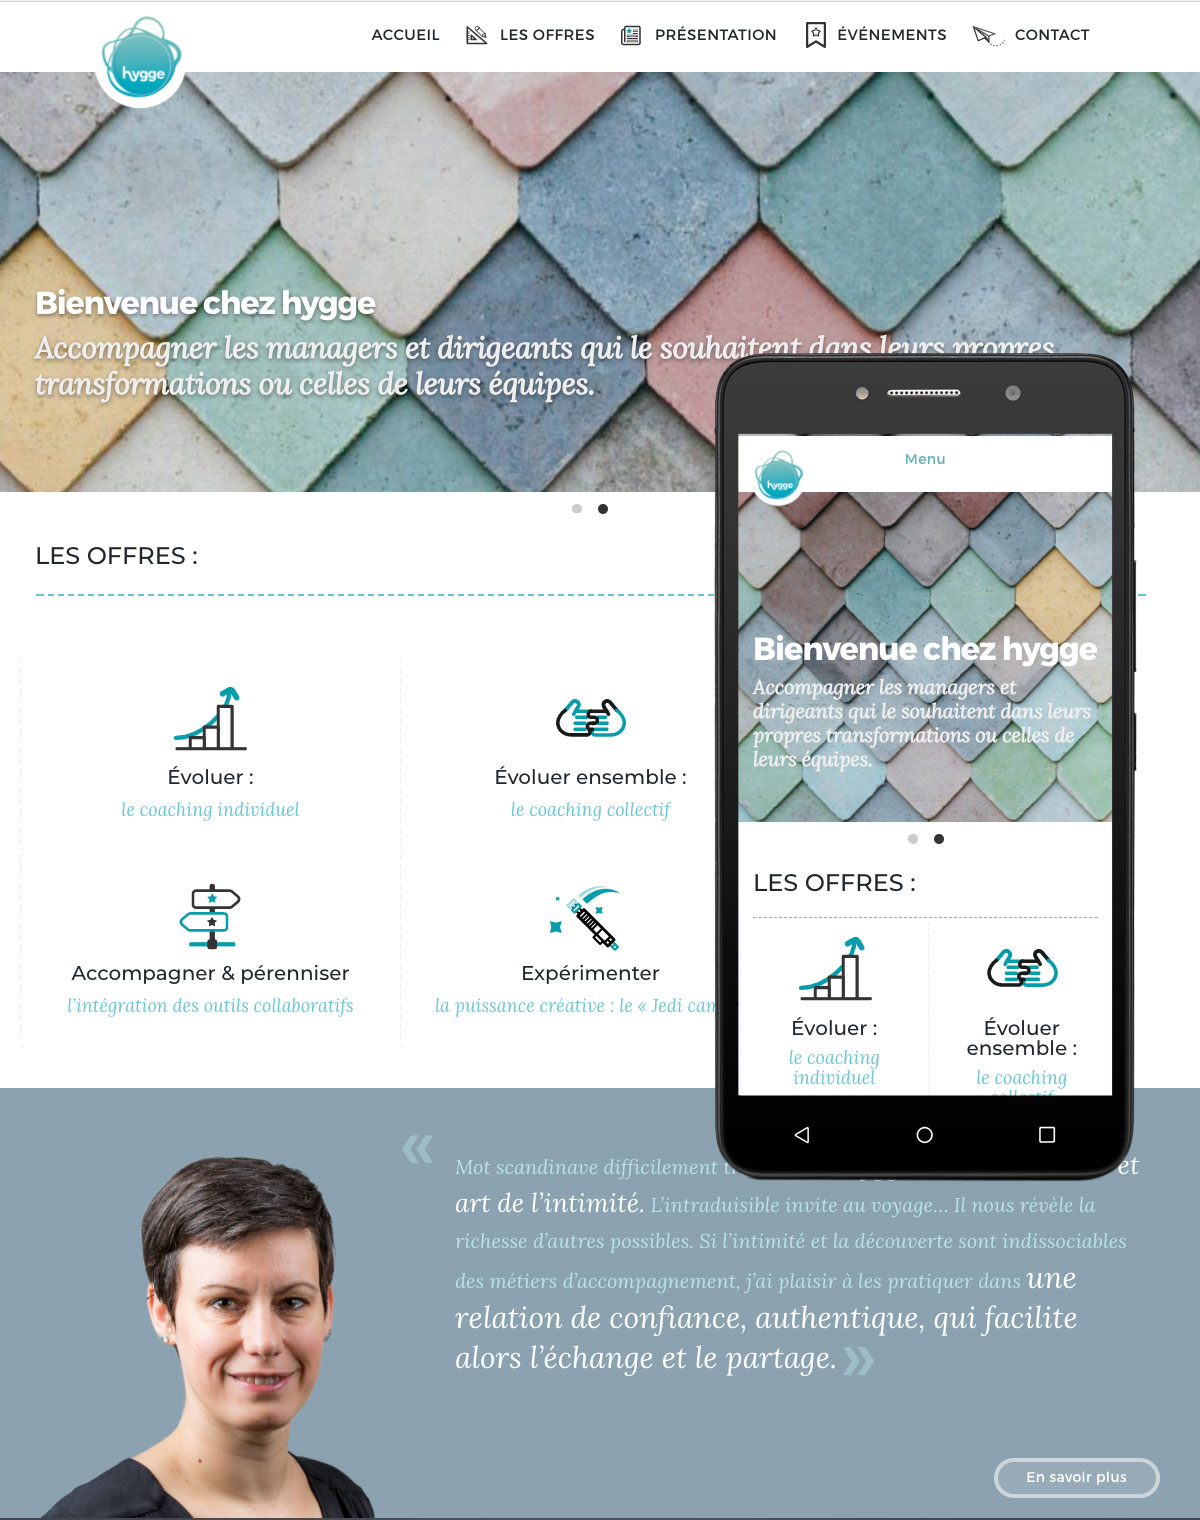 hygge
ACCUEIL LES OFFRES PRÉSENTATION ÉVÉNEMENTS CONTACT
Bienvenue chez hygge
Accompagner les managers et dirigeants qui le souhaitent dans leurs propres
transformations ou celles de leurs équipes.
LES OFFRES :
Évoluer :
le coaching individuel
Évoluer ensemble :
le coaching collectif
Accompagner & pérenniser
l’intégration des outils collaboratifs
Expérimenter
la puissance créative : le « Jedi
hygge
Menu
Bienvenue chez hygge
Accompagner les managers et
dirigeants qui le souhaitent dans leurs
propres transformations ou celles de
leurs équipes.
LES OFFRES :
Évoluer :
le coaching
individuel
Évoluer
ensemble :
le coaching
collectif
«
Mot scandinave difficilement et
art de l’intimité. L’intraduisible invite au voyage... Il nous révèle la
richesse d’autres possibles. Si l’intimité et la découverte sont indissociables
des métiers d’accompagnement, j’ai plaisir à les pratiquer dans une
relation de confiance, authentique, qui facilite
alors l’échange et le partage. »
En savoir plus